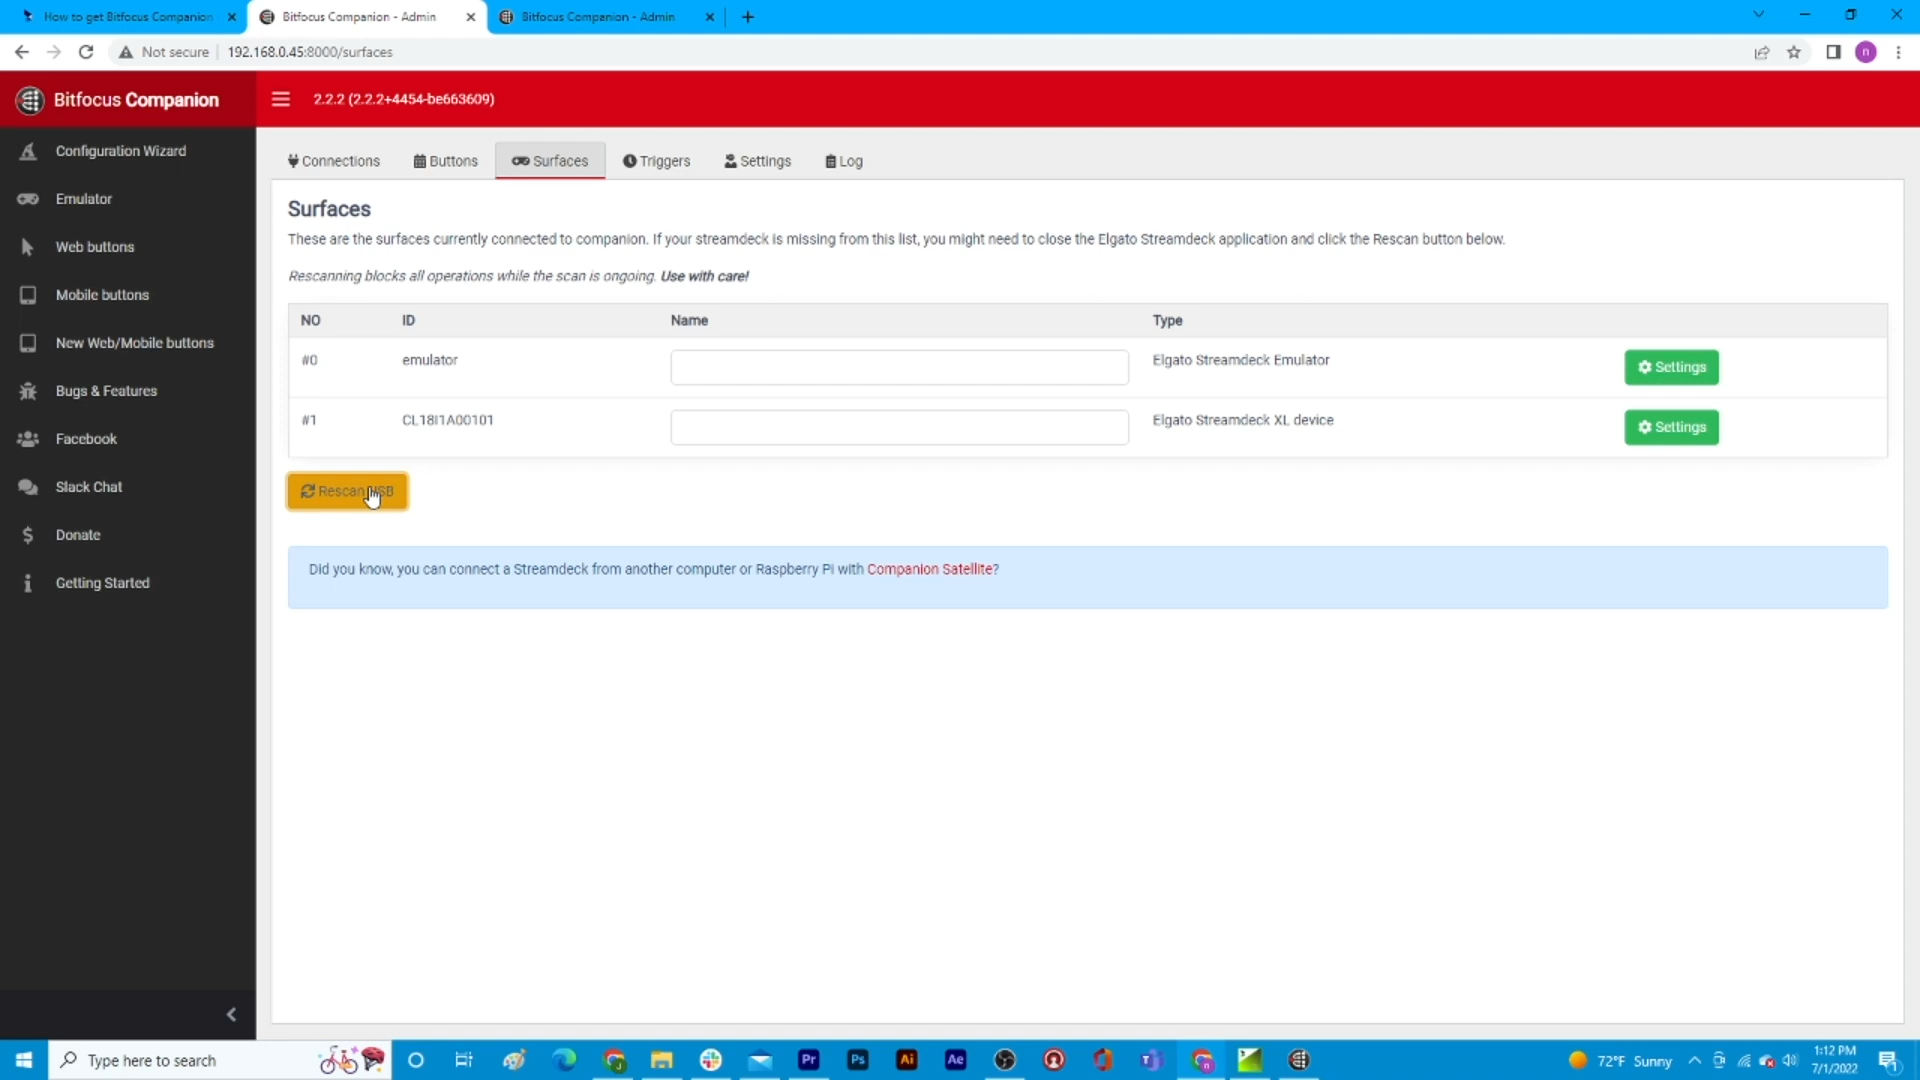 How to get Bitfocus Companion
Bitfocus Companion - Admin
Bitfocus Companion - Admin
Not secure
192.168.0.45:8000/surfaces
n
Bitfocus Companion
2.2.2 (2.2.2+4454-be663609)
Configuration Wizard
Emulator
Web buttons
Mobile buttons
New Web/Mobile buttons
Bugs & Features
Facebook
Slack Chat
Donate
Getting Started
Connections
Buttons
Surfaces
Triggers
Settings
Log
Surfaces
These are the surfaces currently connected to companion. If your streamdeck is missing from this list, you might need to close the Elgato Streamdeck application and click the Rescan button below.
Rescanning blocks all operations while the scan is ongoing. Use with care!
NO ID Name Type
#0 emulator Elgato Streamdeck Emulator Settings
#1 CL18I1A00101 Elgato Streamdeck XL device Settings
Rescan USB
Did you know, you can connect a Streamdeck from another computer or Raspberry Pi with Companion Satellite?
Type here to search
Pr
Ps
Ai
Ae
72°F Sunny
1:12 PM
7/1/2022